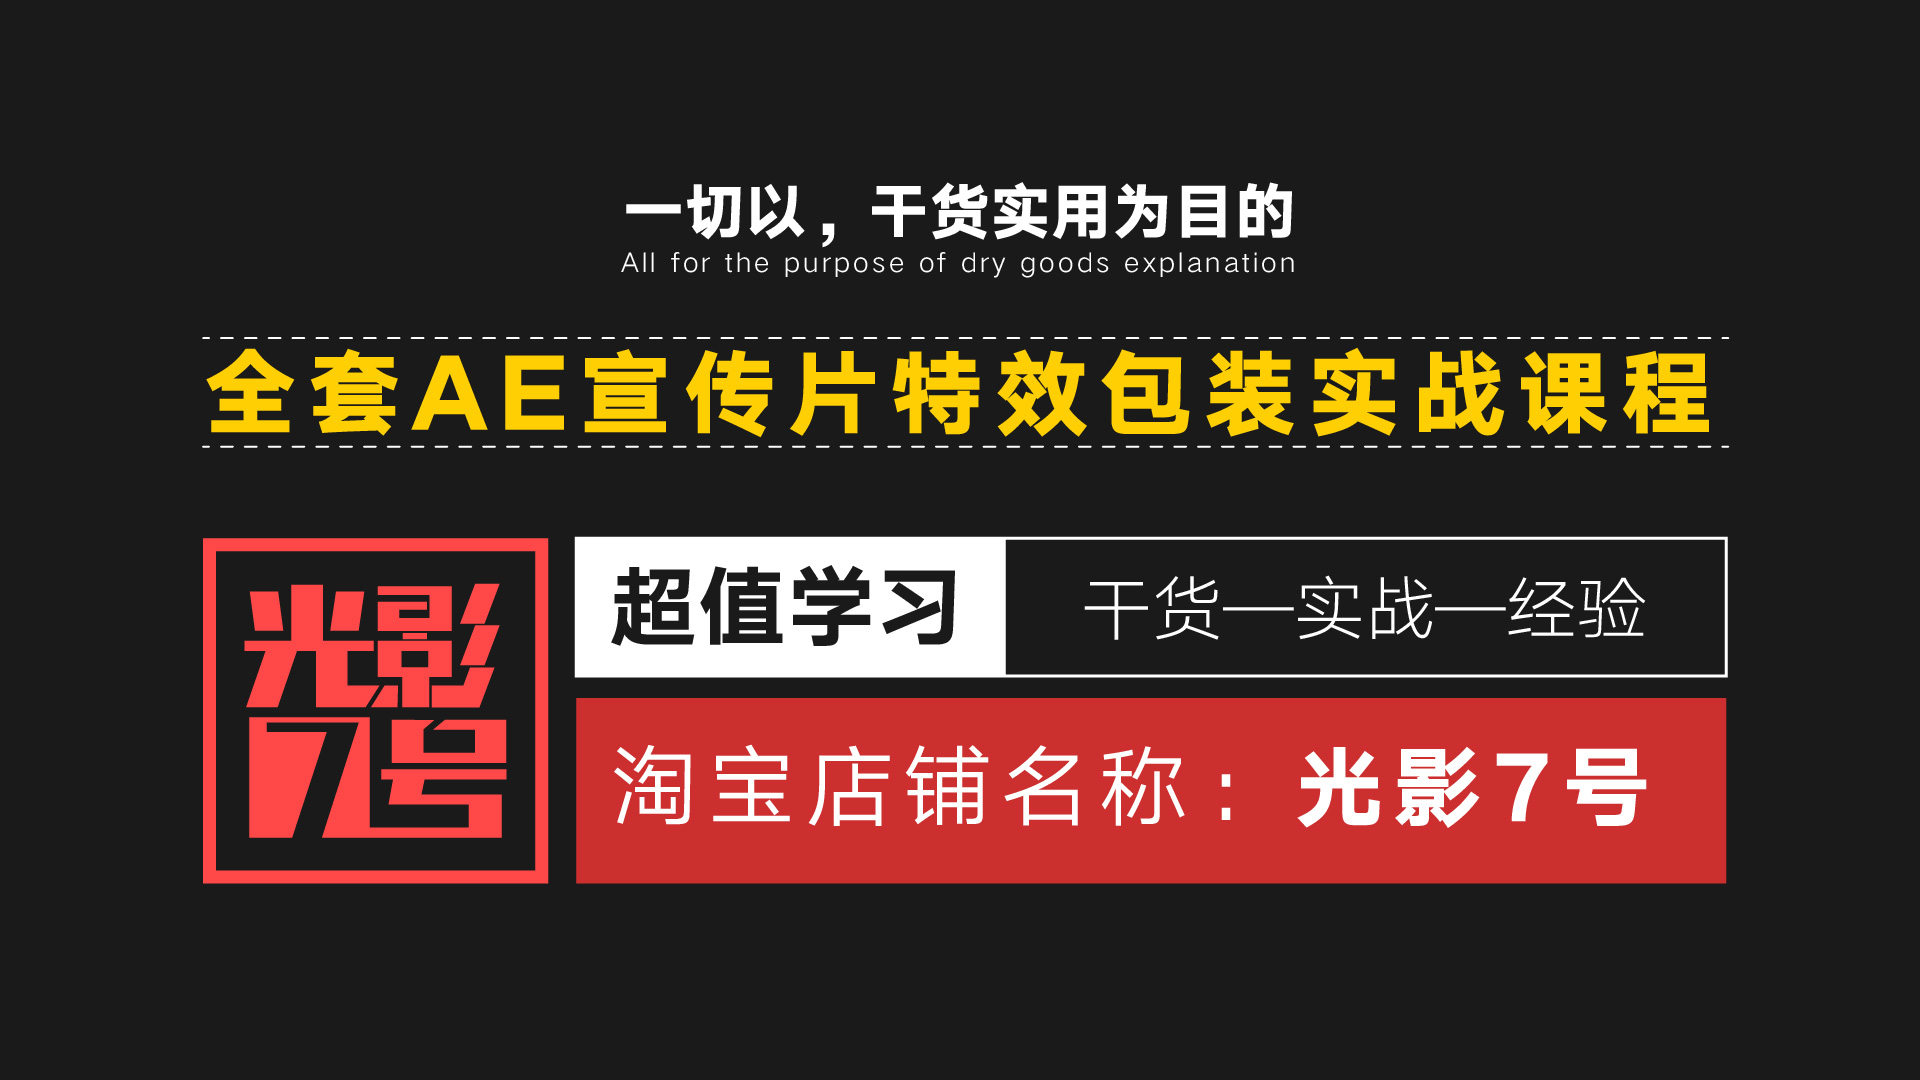 一切以，干货实用为目的
All for the purpose of dry goods explanation
全套AE宣传片特效包装实战课程
光影
7号
超值学习
干货—实战—经验
淘宝店铺名称：光影7号